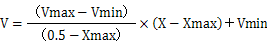 V = （Vmax－Vmin） / （0.5－Xmax） ×（X－Xmax）＋Vmin